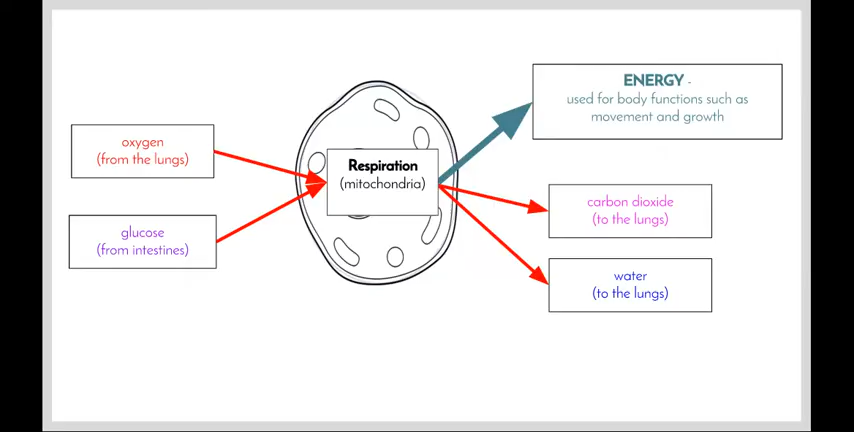 ENERGY -
used for body functions such as
movement and growth
oxygen
(from the lungs)
Respiration
(mitochondria)
glucose
(from intestines)
carbon dioxide
(to the lungs)
water
(to the lungs)